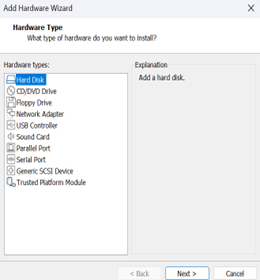 Add Hardware Wizard
Hardware Type
What type of hardware do you want to install?
Hardware types:
Explanation
Hard Disk
Add a hard disk.
CD/DVD Drive
Floppy Drive
Network Adapter
USB Controller
Sound Card
Parallel Port
Serial Port
Generic SCSI Device
Trusted Platform Module
< Back
Next >
Cancel